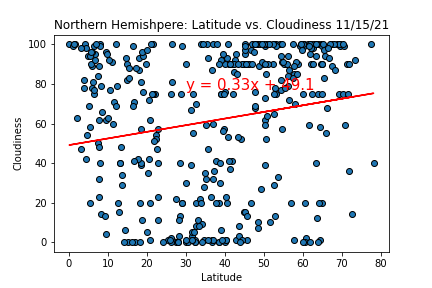 Northern Hemishpere: Latitude vs. Cloudiness 11/15/21
100
80
60
40
20
0
Cloudiness
y = 0.33x + 49.1
0 10 20 30 40 50 60 70 80
Latitude